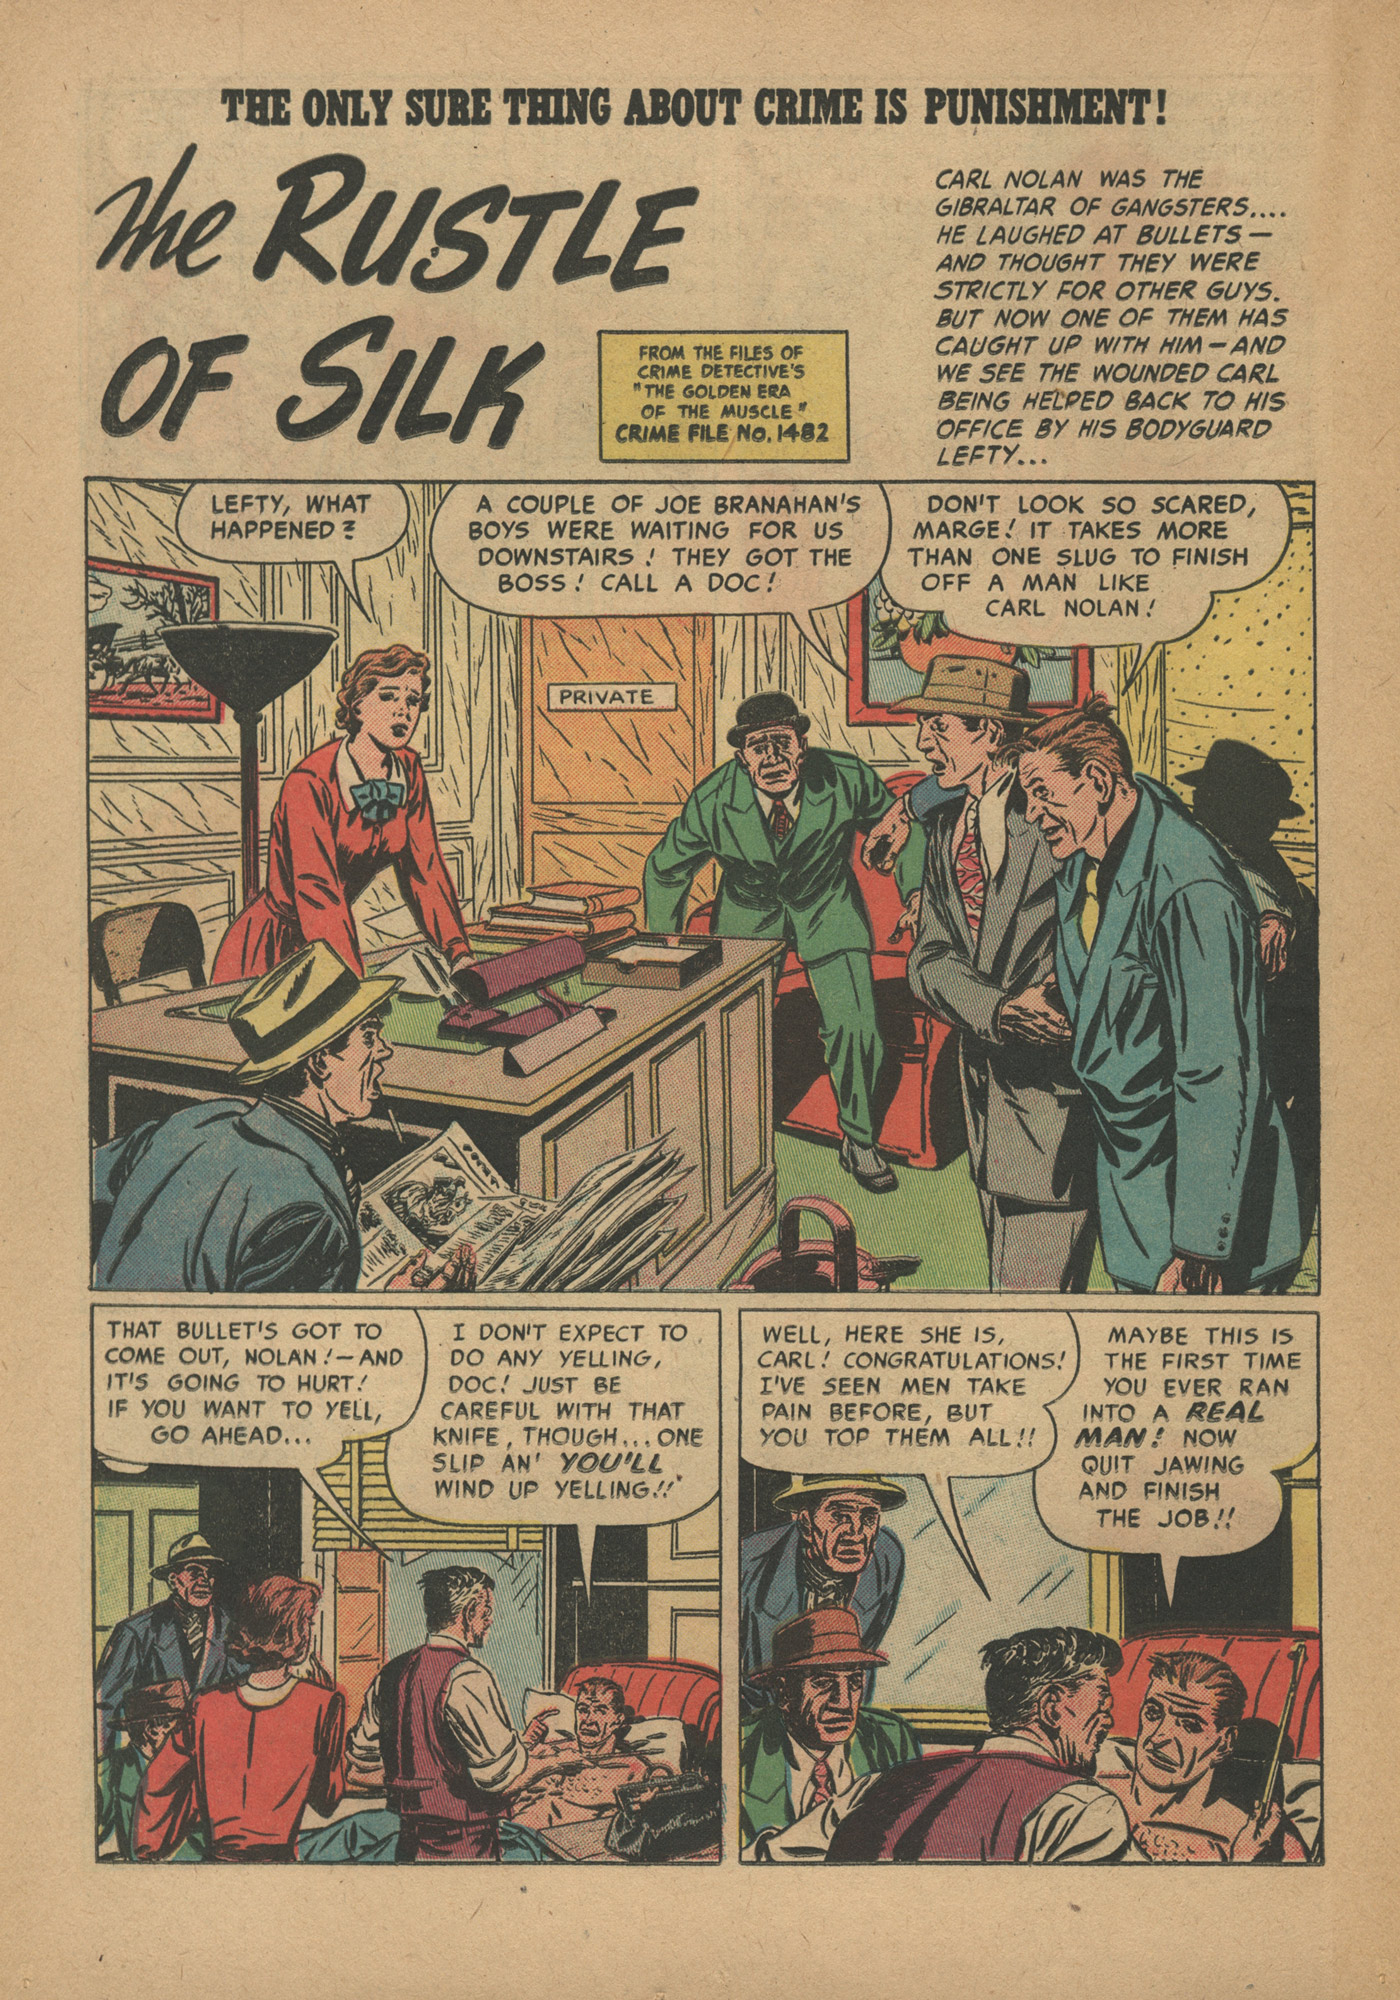 THE ONLY SURE THING ABOUT CRIME IS PUNISHMENT!
The RUSTLE
OF SILK
FROM THE FILES OF
CRIME DETECTIVE'S
"THE GOLDEN ERA
OF THE MUSCLE"
CRIME FILE No. 1482
CARL NOLAN WAS THE
GIBRALTAR OF GANGSTERS....
HE LAUGHED AT BULLETS—
AND THOUGHT THEY WERE
STRICTLY FOR OTHER GUYS.
BUT NOW ONE OF THEM HAS
CAUGHT UP WITH HIM—AND
WE SEE THE WOUNDED CARL
BEING HELPED BACK TO HIS
OFFICE BY HIS BODYGUARD
LEFTY...
LEFTY, WHAT
HAPPENED?
A COUPLE OF JOE BRANAHAN'S
BOYS WERE WAITING FOR US
DOWNSTAIRS! THEY GOT THE
BOSS! CALL A DOC!
DON'T LOOK SO SCARED,
MARGE! IT TAKES MORE
THAN ONE SLUG TO FINISH
OFF A MAN LIKE
CARL NOLAN!
PRIVATE
THAT BULLET'S GOT TO
COME OUT, NOLAN!—AND
IT'S GOING TO HURT!
IF YOU WANT TO YELL,
GO AHEAD...
I DON'T EXPECT TO
DO ANY YELLING,
DOC! JUST BE
CAREFUL WITH THAT
KNIFE, THOUGH...ONE
SLIP AN' YOU'LL
WIND UP YELLING!!
WELL, HERE SHE IS,
CARL! CONGRATULATIONS!
I'VE SEEN MEN TAKE
PAIN BEFORE, BUT
YOU TOP THEM ALL!!
MAYBE THIS IS
THE FIRST TIME
YOU EVER RAN
INTO A REAL
MAN! NOW
QUIT JAWING
AND FINISH
THE JOB!!